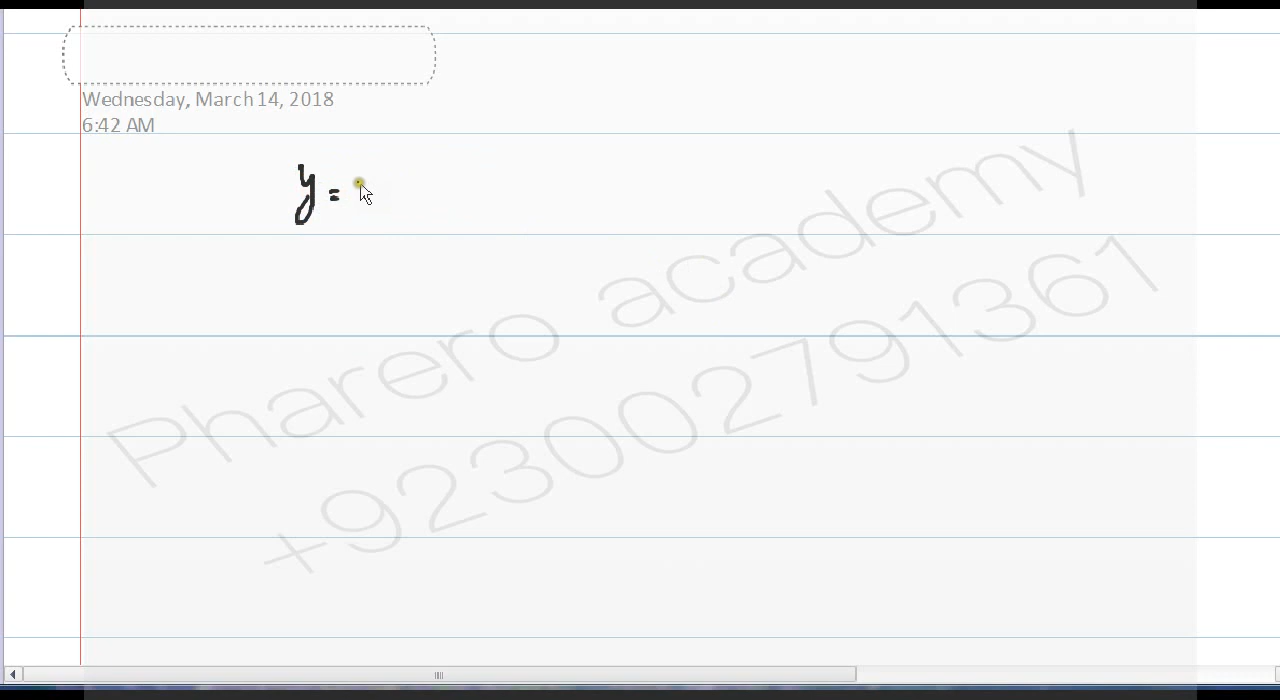 Wednesday, March 14, 2018
6:42 AM
y =
Pharero academy
+923002791361